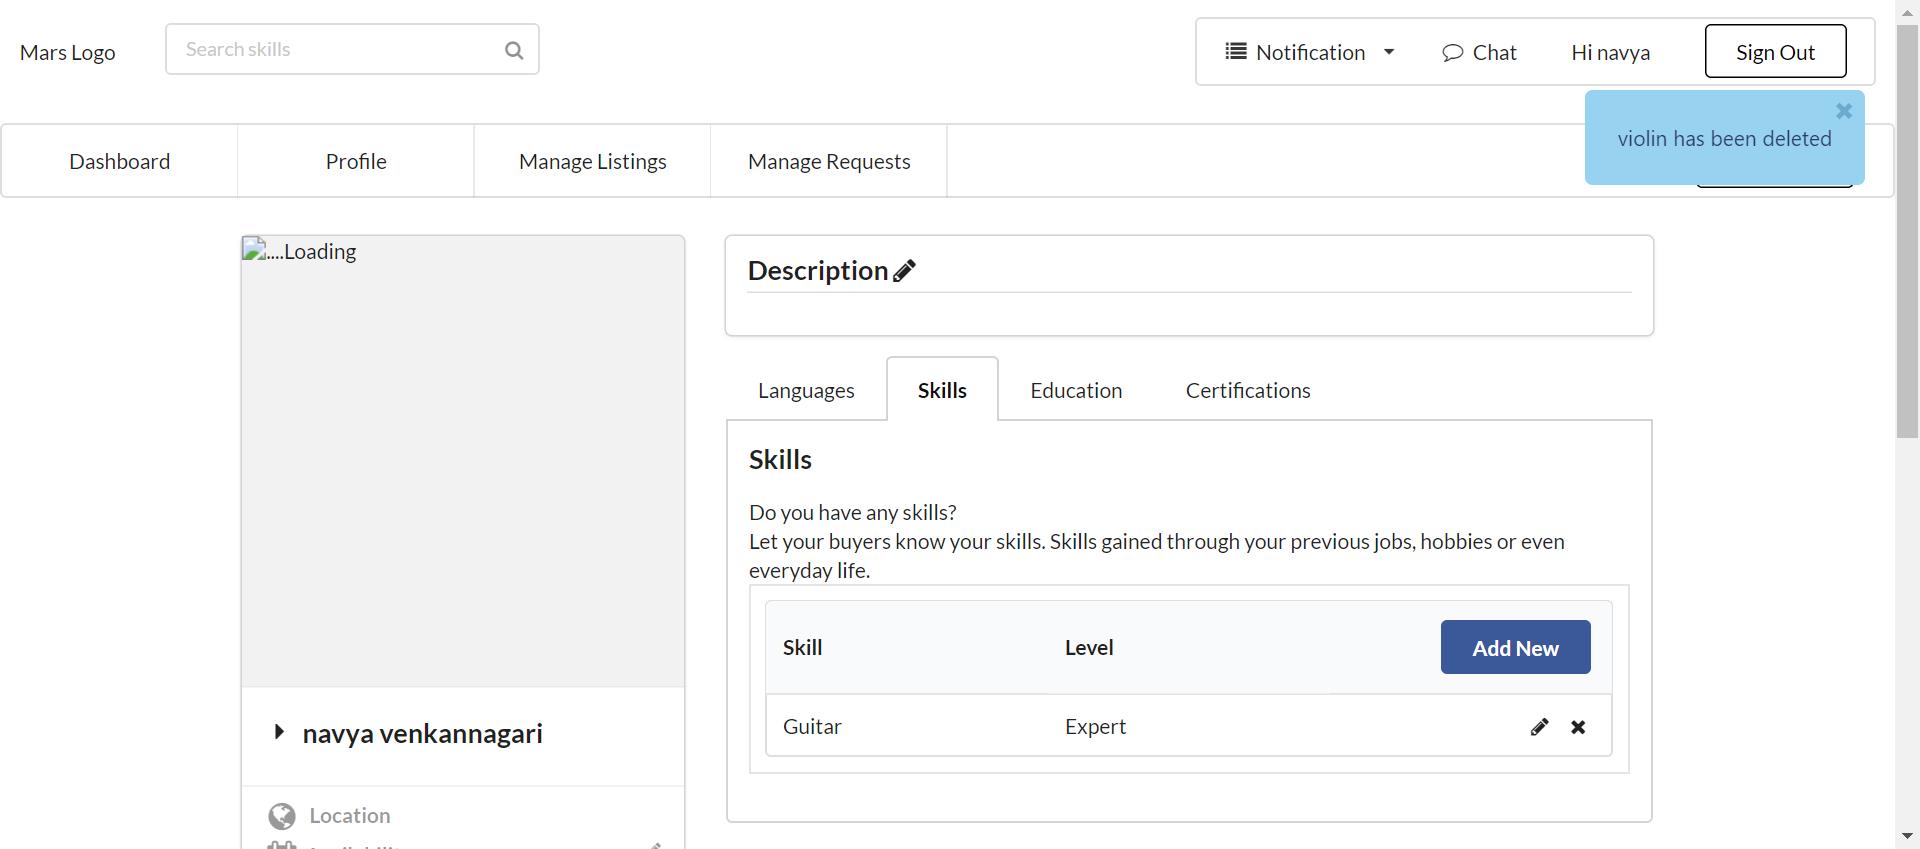 Mars Logo
Search skills
Notification
Chat
Hi navya
Sign Out
violin has been deleted
Dashboard
Profile
Manage Listings
Manage Requests
....Loading
Description
Languages
Skills
Education
Certifications
Skills
Do you have any skills?
Let your buyers know your skills. Skills gained through your previous jobs, hobbies or even
everyday life.
Skill
Level
Add New
Guitar
Expert
navya venkannagari
Location